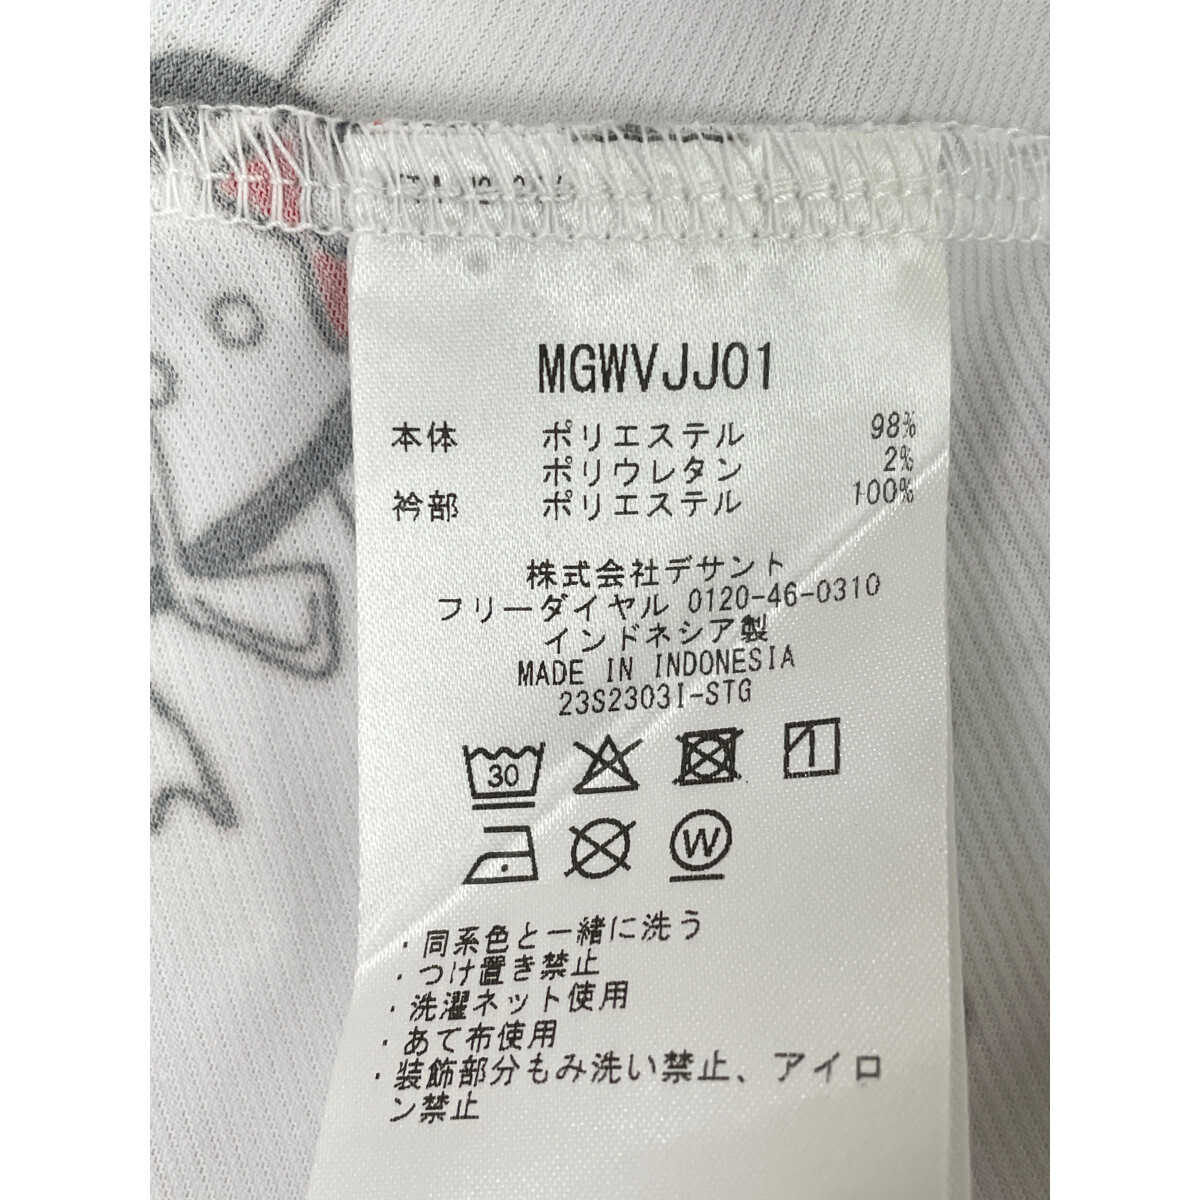 MGWVJJ01
本体 ポリエステル 98%
ポリウレタン 2%
衿部 ポリエステル 100%
株式会社デサント
フリーダイヤル 0120-46-0310
インドネシア製
MADE IN INDONESIA
23S2303I-STG
30
1
W
・同系色と一緒に洗う
・つけ置き禁止
・洗濯ネット使用
・あて布使用
・装飾部分もみ洗い禁止、アイロ
ン禁止